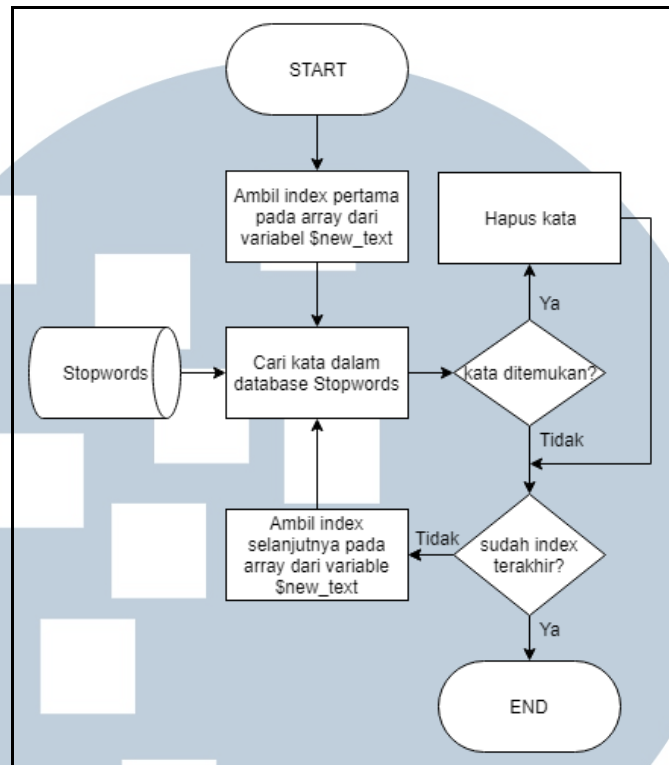 START
Ambil index pertama
pada array dari
variabel $new_text
Hapus kata
Ya
Stopwords
Cari kata dalam
database Stopwords
kata ditemukan?
Tidak
Ambil index
selanjutnya pada
array dari variable
$new_text
Tidak
sudah index
terakhir?
Ya
END